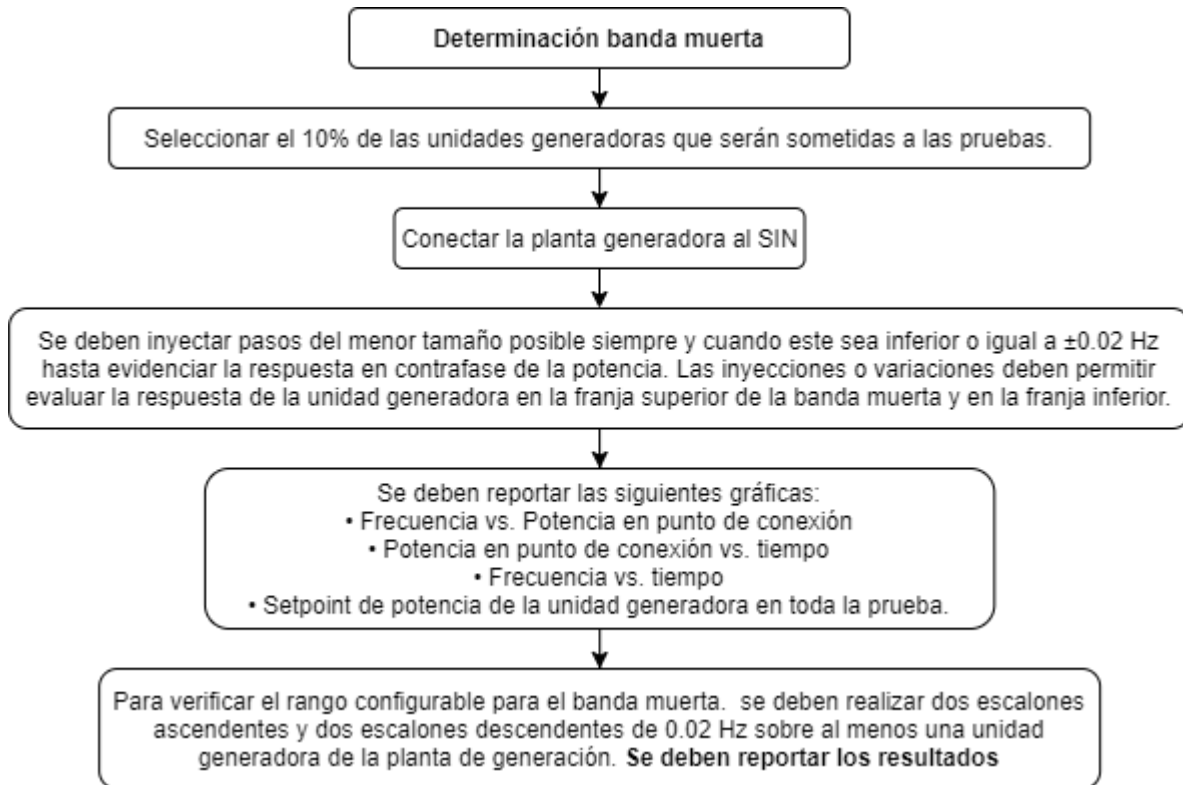 Determinación banda muerta
Seleccionar el 10% de las unidades generadoras que serán sometidas a las pruebas.
Conectar la planta generadora al SIN
Se deben inyectar pasos del menor tamaño posible siempre y cuando este sea inferior o igual a ±0.02 Hz
hasta evidenciar la respuesta en contrafase de la potencia. Las inyecciones o variaciones deben permitir
evaluar la respuesta de la unidad generadora en la franja superior de la banda muerta y en la franja inferior.
Se deben reportar las siguientes gráficas:
• Frecuencia vs. Potencia en punto de conexión
• Potencia en punto de conexión vs. tiempo
• Frecuencia vs. tiempo
• Setpoint de potencia de la unidad generadora en toda la prueba.
Para verificar el rango configurable para el banda muerta.  se deben realizar dos escalones
ascendentes y dos escalones descendentes de 0.02 Hz sobre al menos una unidad
generadora de la planta de generación. Se deben reportar los resultados